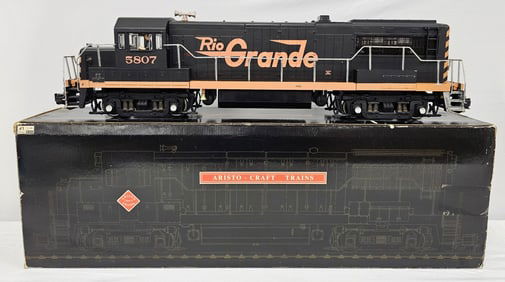 Rio
Grande
5807
ARISTO - CRAFT TRAINS